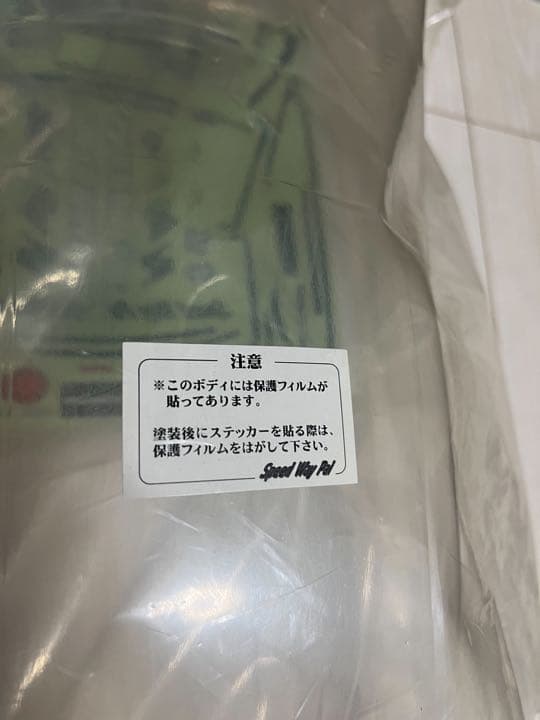 注意
※このボディには保護フィルムが
貼ってあります。
塗装後にステッカーを貼る際は、
保護フィルムをはがして下さい。
Speed Way Pal